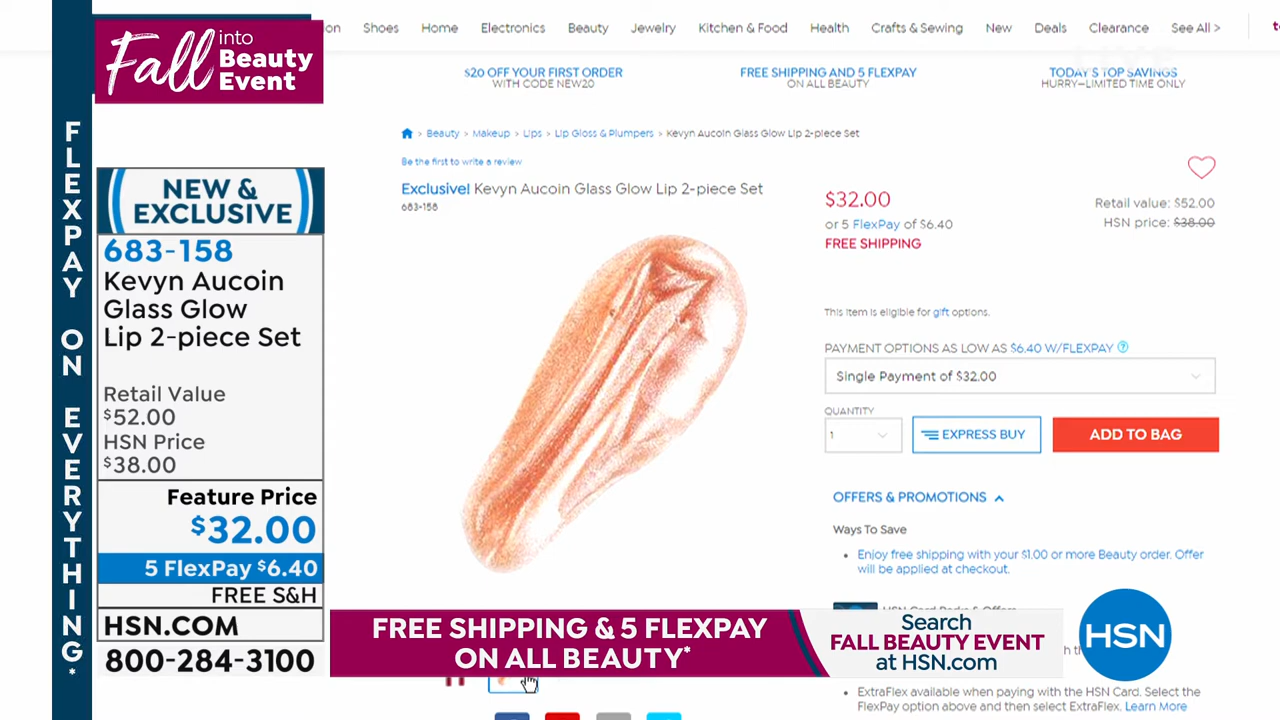 Fall into
Beauty
Event
FLEXPAY ON EVERYTHING*
NEW &
EXCLUSIVE
683-158
Kevyn Aucoin
Glass Glow
Lip 2-piece Set
Retail Value
$52.00
HSN Price
$38.00
Feature Price
$32.00
5 FlexPay $6.40
FREE S&H
HSN.COM
800-284-3100
Shoes Home Electronics Beauty Jewelry Kitchen & Food Health Crafts & Sewing New Deals Clearance See All >
LIVE
$20 OFF YOUR FIRST ORDER
WITH CODE NEW20
FREE SHIPPING AND 5 FLEXPAY
ON ALL BEAUTY
TODAY'S TOP SAVINGS
HURRY—LIMITED TIME ONLY
> Beauty > Makeup > Lips > Lip Gloss & Plumpers > Kevyn Aucoin Glass Glow Lip 2-piece Set
Be the first to write a review
Exclusive! Kevyn Aucoin Glass Glow Lip 2-piece Set
683-158
$32.00
or 5 FlexPay of $6.40
FREE SHIPPING
Retail value: $52.00
HSN price: $38.00
This item is eligible for gift options.
PAYMENT OPTIONS AS LOW AS $6.40 W/FLEXPAY ?
Single Payment of $32.00
QUANTITY
1
EXPRESS BUY
ADD TO BAG
OFFERS & PROMOTIONS
Ways To Save
• Enjoy free shipping with your $1.00 or more Beauty order. Offer
will be applied at checkout.
HSN Card Perks & Offers
• ExtraFlex available when paying with the HSN Card. Select the
FlexPay option above and then select ExtraFlex. Learn More
FREE SHIPPING & 5 FLEXPAY
ON ALL BEAUTY*
Search
FALL BEAUTY EVENT
at HSN.com
HSN